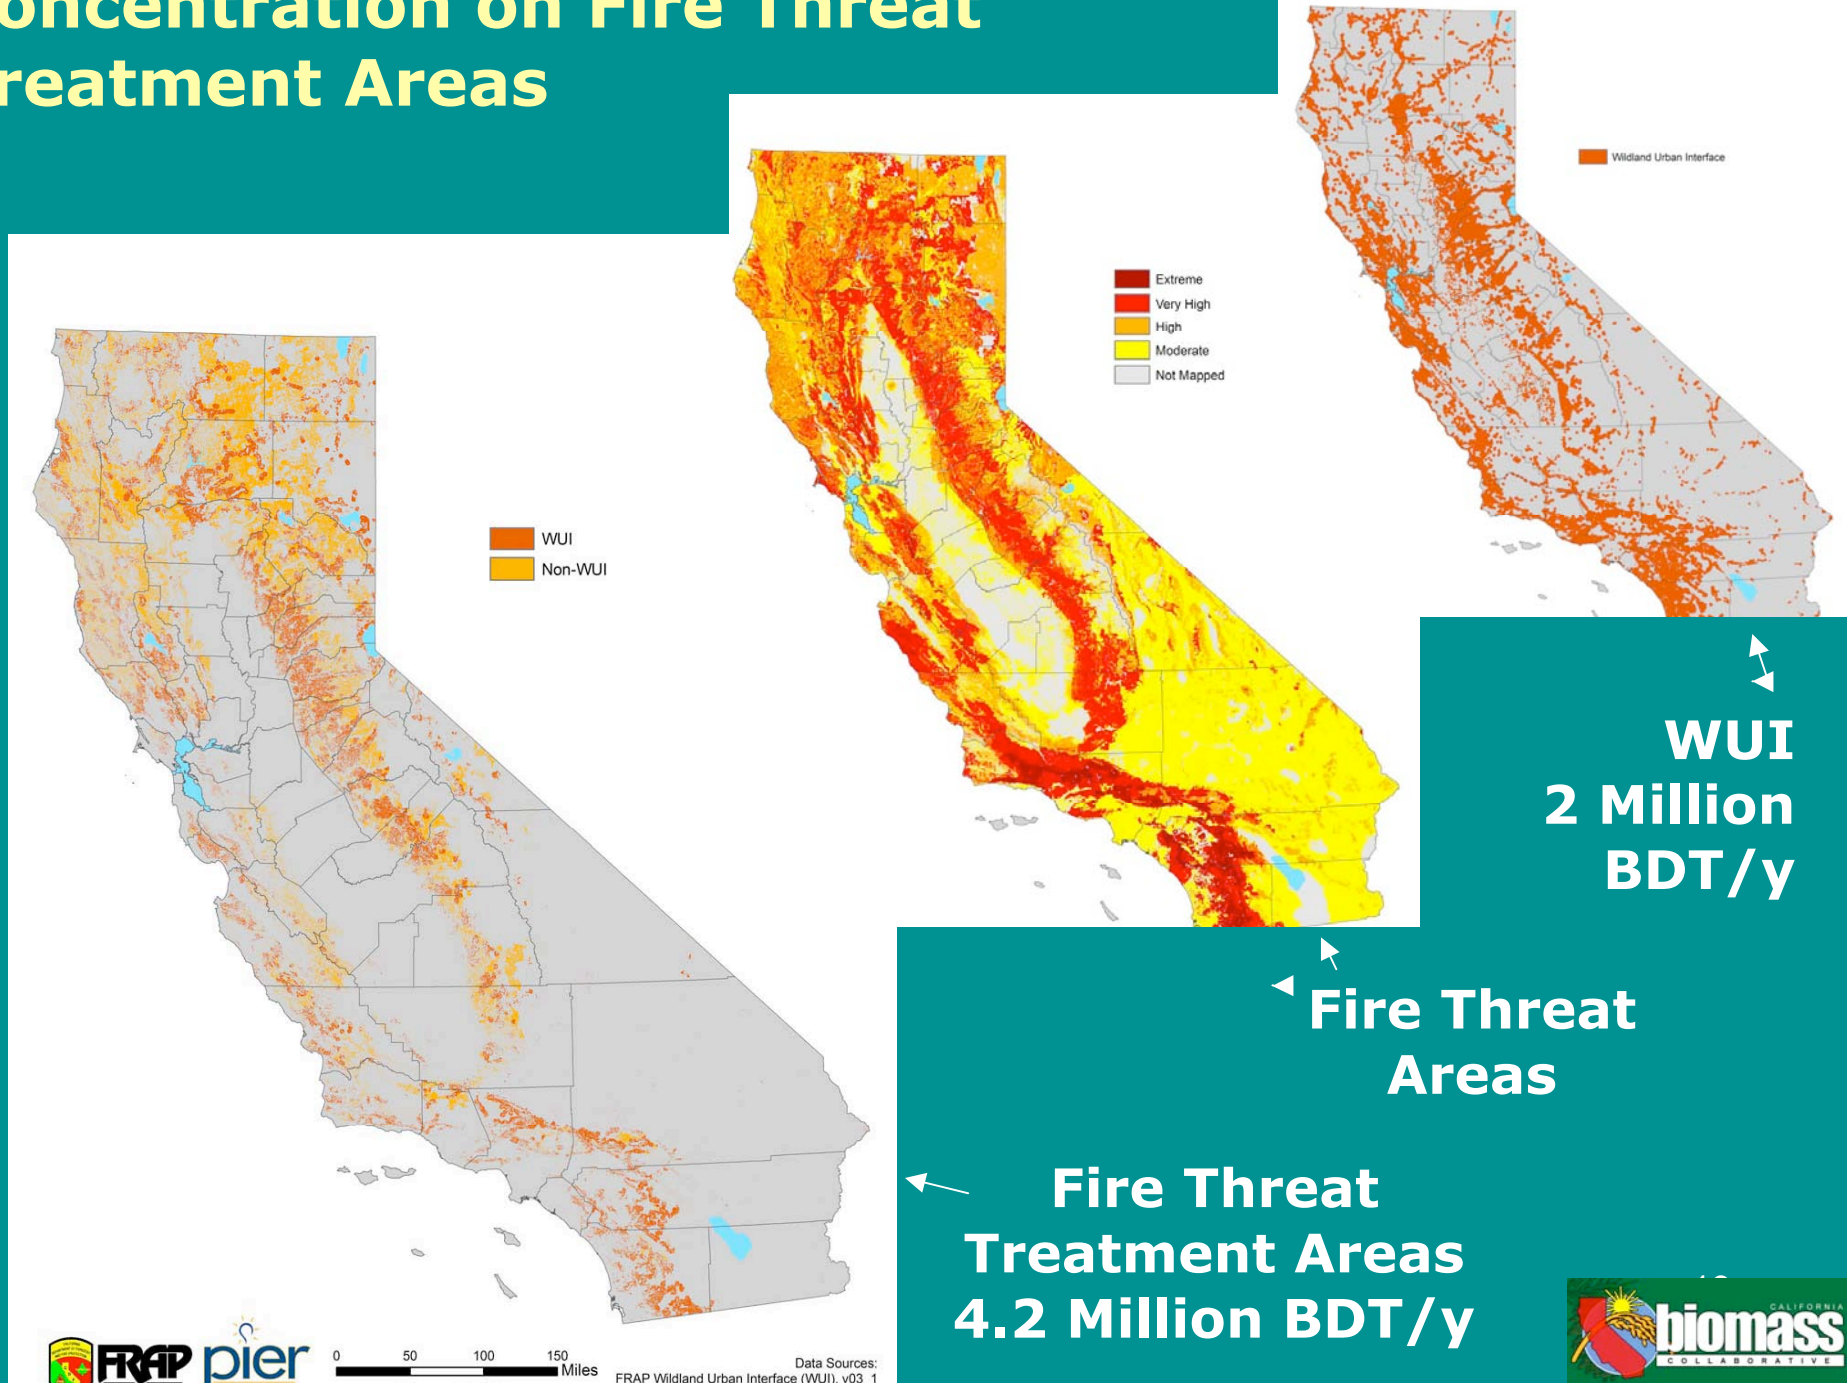 oncentration on Fire Threat
reatment Areas
Wildland Urban Interface
Extreme
Very High
High
Moderate
Not Mapped
WUI
Non-WUI
WUI
2 Million
BDT/y
Fire Threat
Areas
Fire Threat
Treatment Areas
4.2 Million BDT/y
FRAP
pier
0 50 100 150
Miles
Data Sources:
FRAP Wildland Urban Interface (WUI), v03_1
CALIFORNIA
biomass
COLLABORATIVE